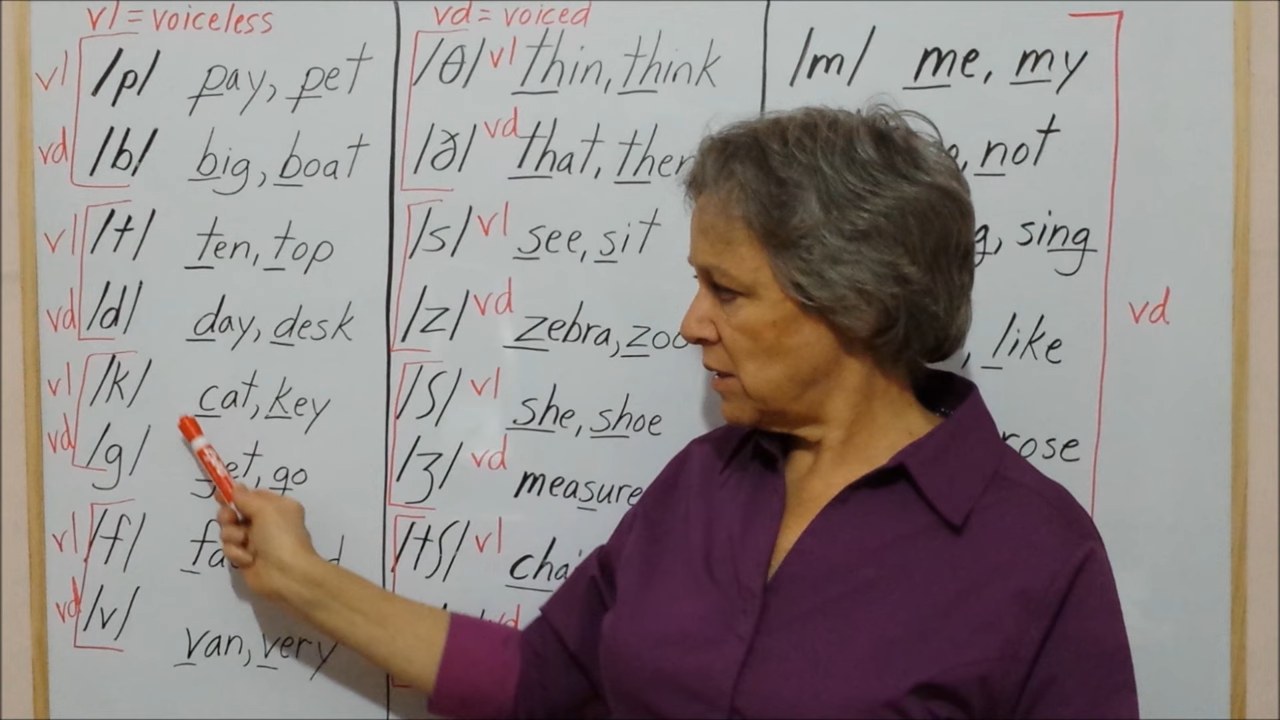 vl = voiceless
vl /p/ pay, pet
vd /b/ big, boat
vl /t/ ten, top
vd /d/ day, desk
vl /k/ cat, key
vd /g/ go
vl /f/
vd /v/ van, very
vd = voiced
/θ/ vl thin, think
/ð/ vd that,
/s/ vl see, sit
/z/ vd zebra,
/ʃ/ vl she, shoe
/ʒ/ vd measure
/tʃ/ vl
vd
/m/ me, my
not
sing
like
rose
vd